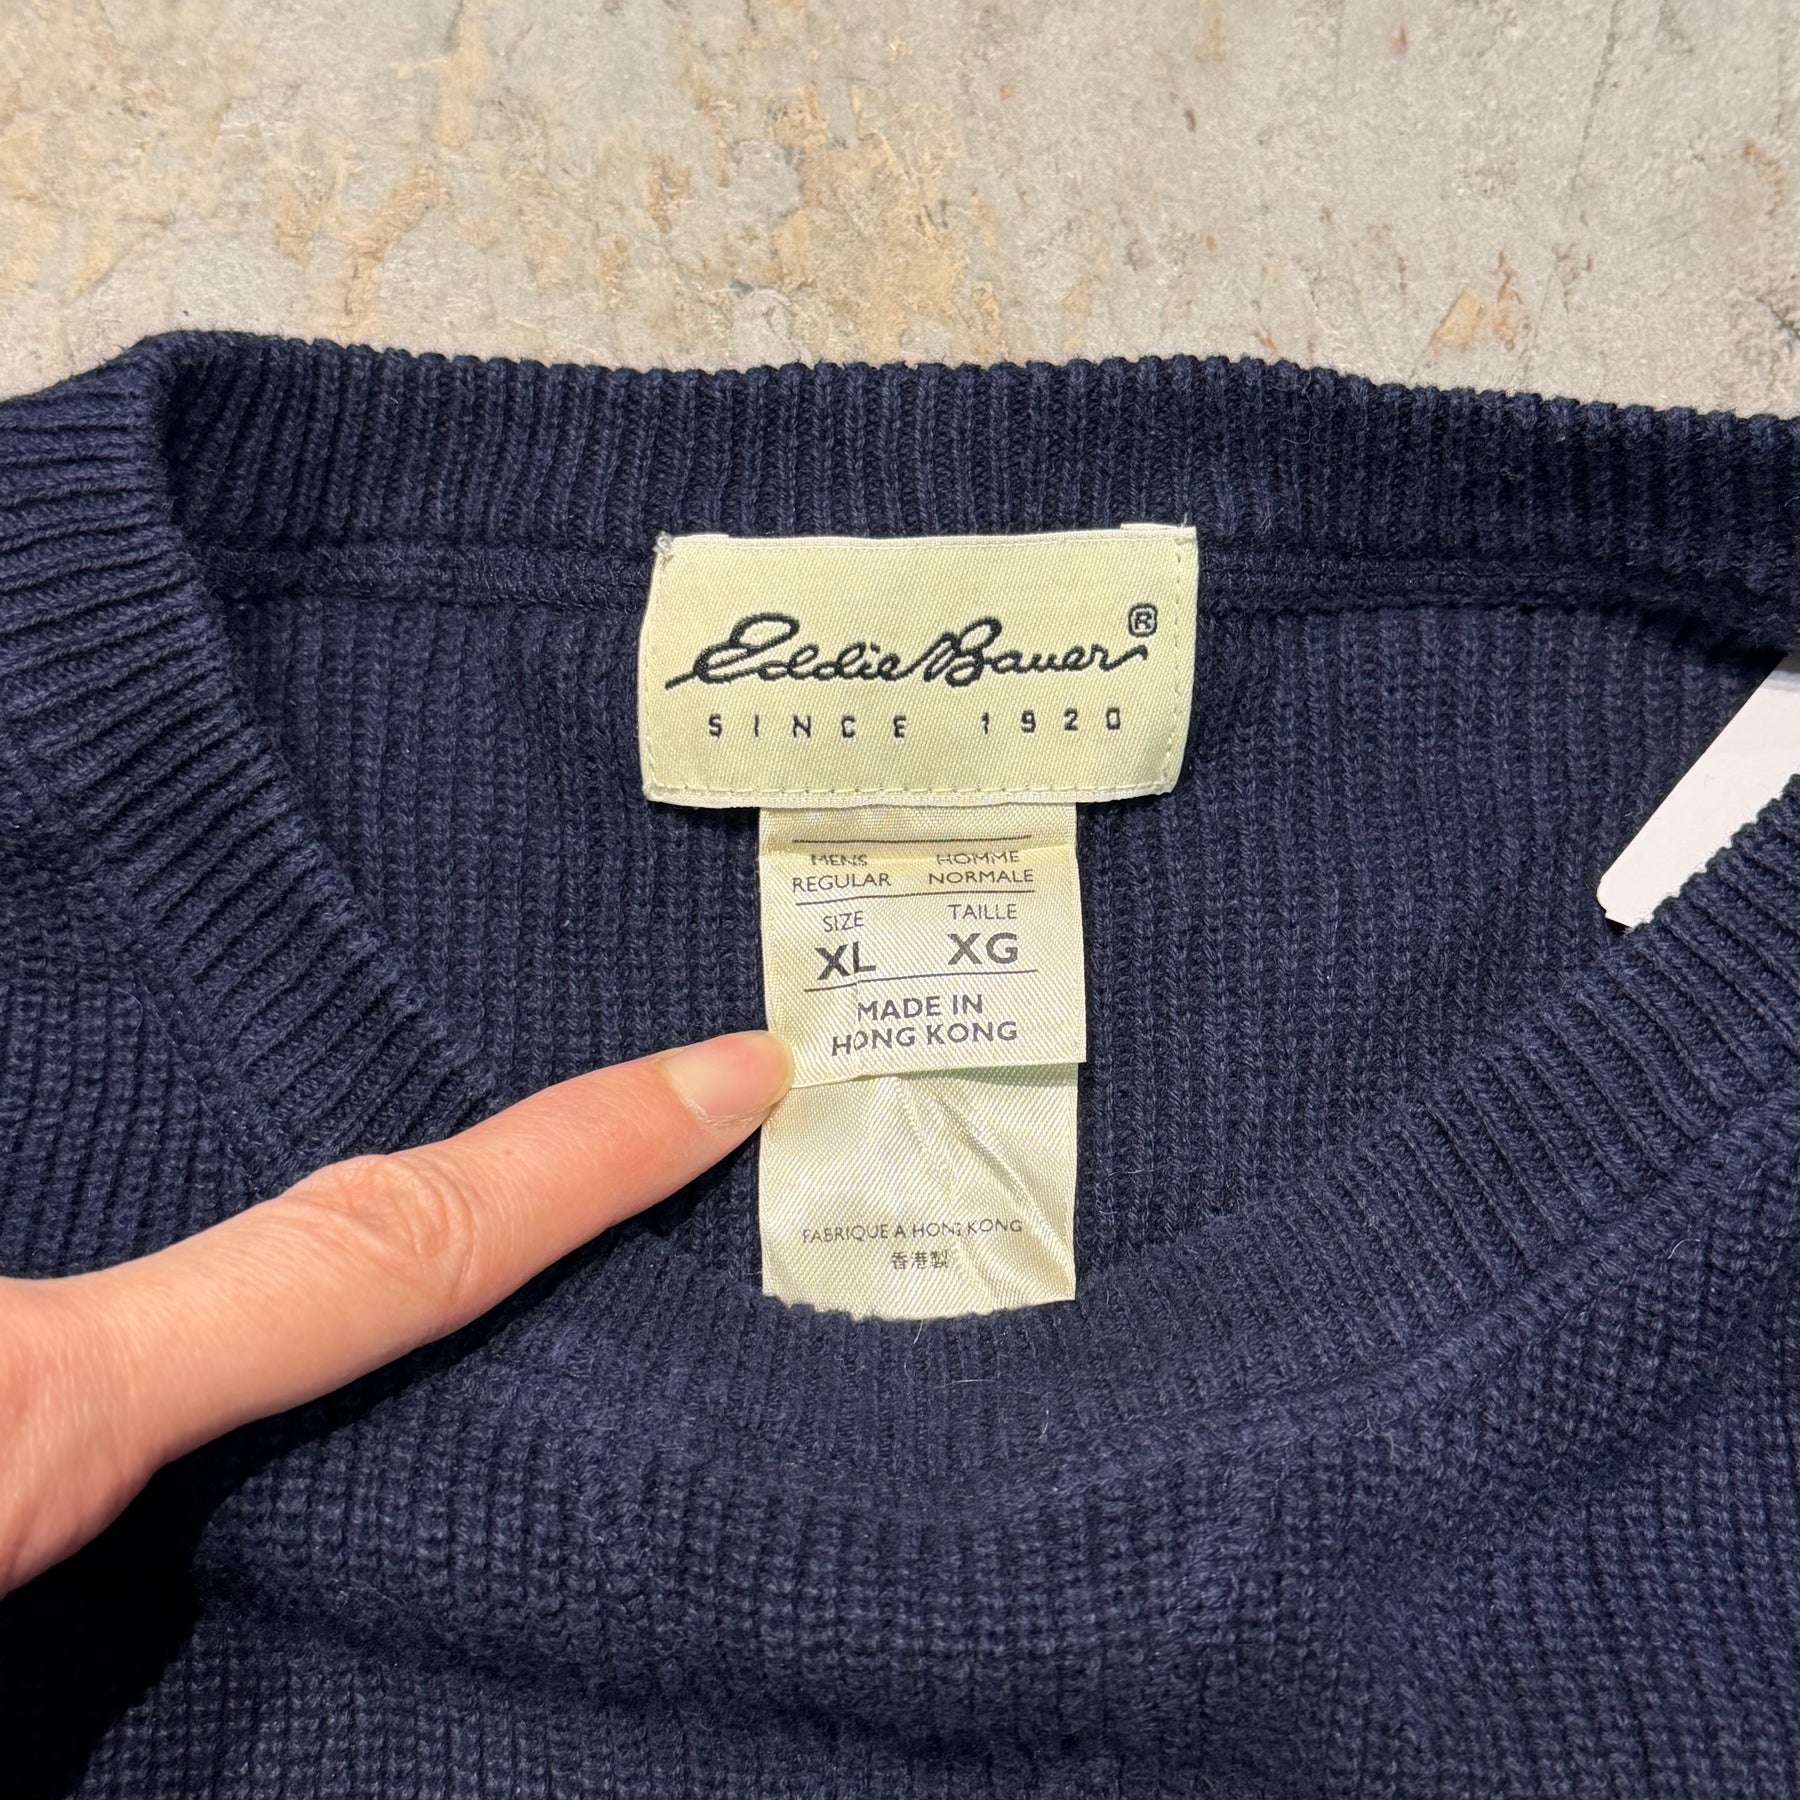 Eddie Bauer®
SINCE 1920
MENS HOMME
REGULAR NORMALE
SIZE TAILLE
XL XG
MADE IN
HONG KONG
FABRIQUE A HONG KONG
香港製